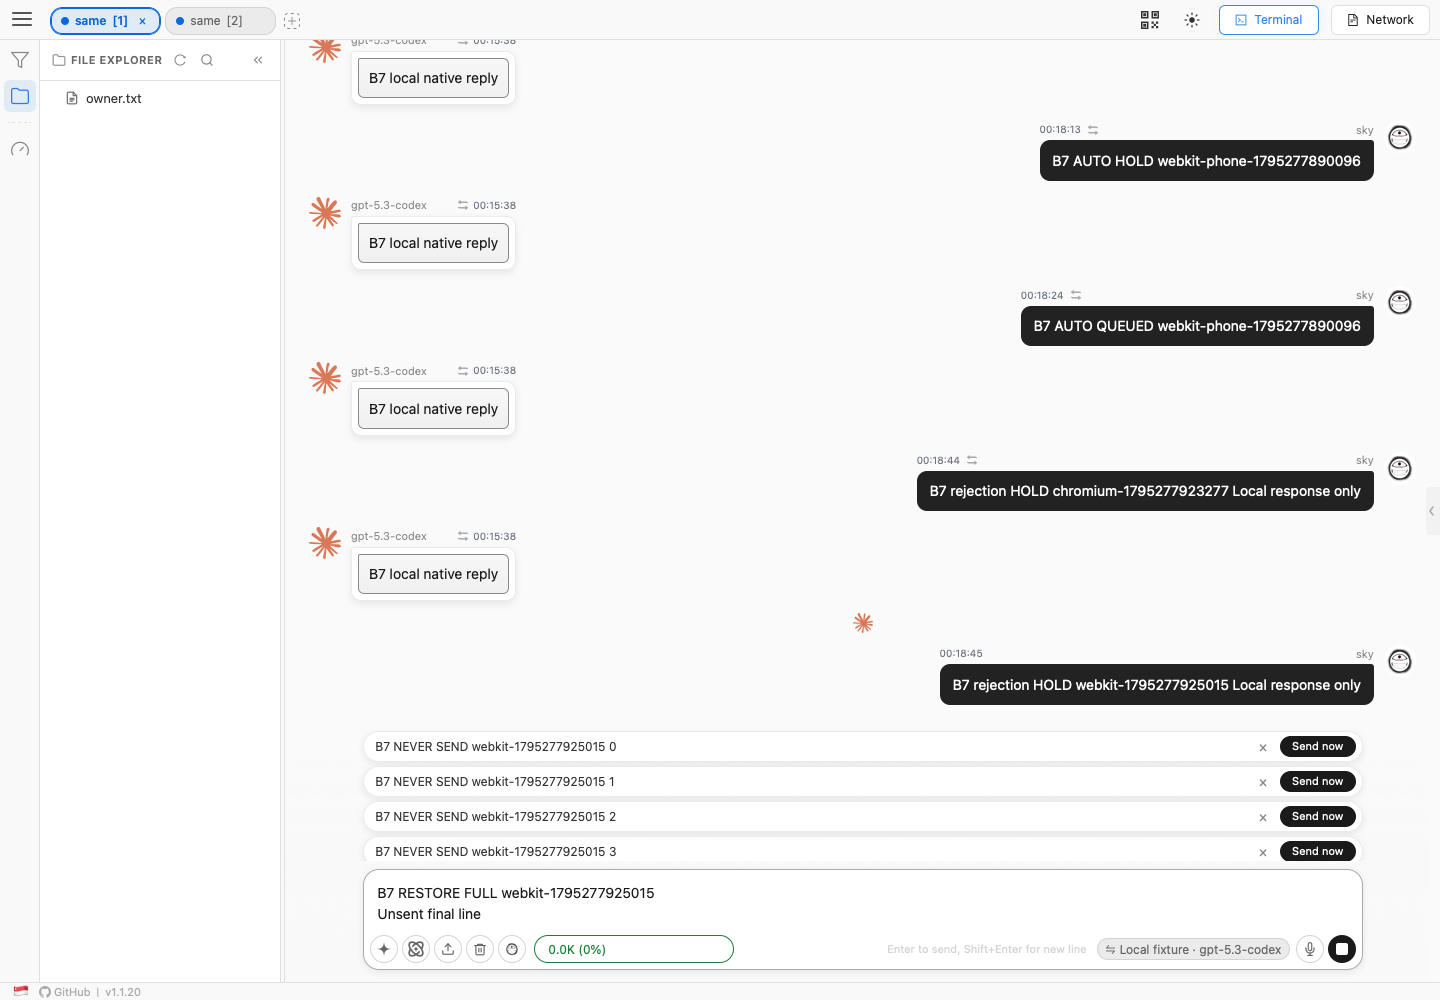 same [1] ×
same [2]
Terminal
Network
FILE EXPLORER
owner.txt
gpt-5.3-codex 00:15:38
B7 local native reply
00:18:13 sky
B7 AUTO HOLD webkit-phone-1795277890096
gpt-5.3-codex 00:15:38
B7 local native reply
00:18:24 sky
B7 AUTO QUEUED webkit-phone-1795277890096
gpt-5.3-codex 00:15:38
B7 local native reply
00:18:44 sky
B7 rejection HOLD chromium-1795277923277 Local response only
gpt-5.3-codex 00:15:38
B7 local native reply
00:18:45 sky
B7 rejection HOLD webkit-1795277925015 Local response only
B7 NEVER SEND webkit-1795277925015 0 × Send now
B7 NEVER SEND webkit-1795277925015 1 × Send now
B7 NEVER SEND webkit-1795277925015 2 × Send now
B7 NEVER SEND webkit-1795277925015 3 × Send now
B7 RESTORE FULL webkit-1795277925015
Unsent final line
0.0K (0%)
Enter to send, Shift+Enter for new line
Local fixture · gpt-5.3-codex
GitHub | v1.1.20